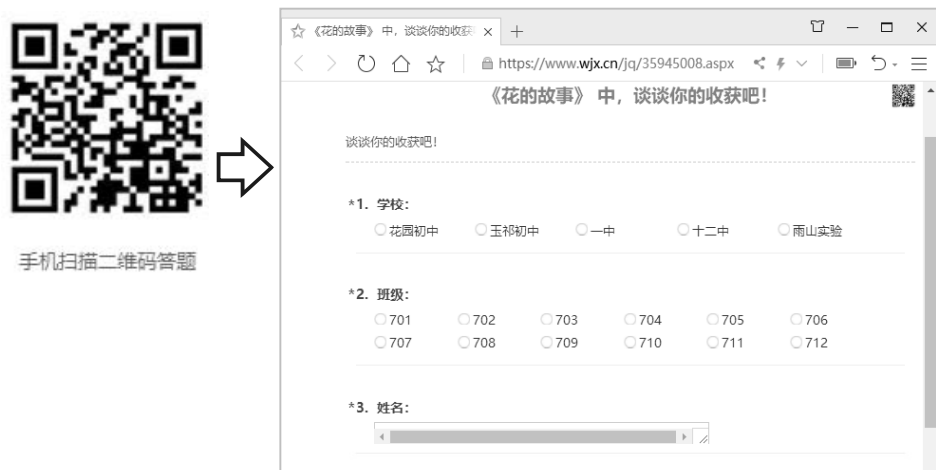 手机扫描二维码答题
《花的故事》 中，谈谈你的收获
https://www.wjx.cn/jq/35945008.aspx
《花的故事》 中，谈谈你的收获吧！
谈谈你的收获吧！
*1. 学校：
花园初中 玉祁初中 一中 十二中 雨山实验
*2. 班级：
701 702 703 704 705 706
707 708 709 710 711 712
*3. 姓名：